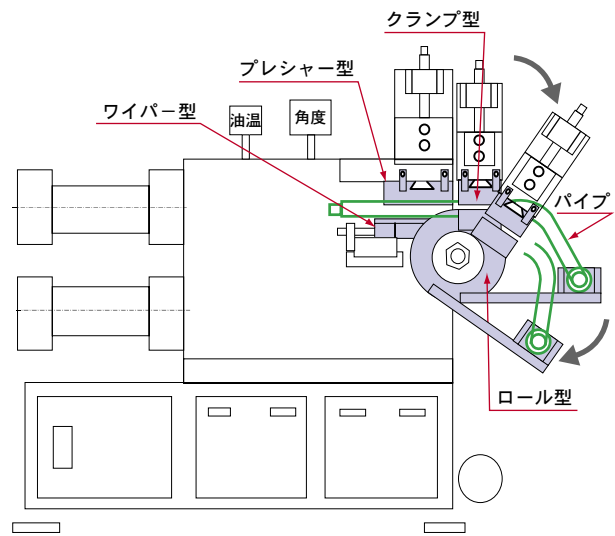 クランプ型
プレシャー型
ワイパー型
油温
角度
パイプ
ロール型